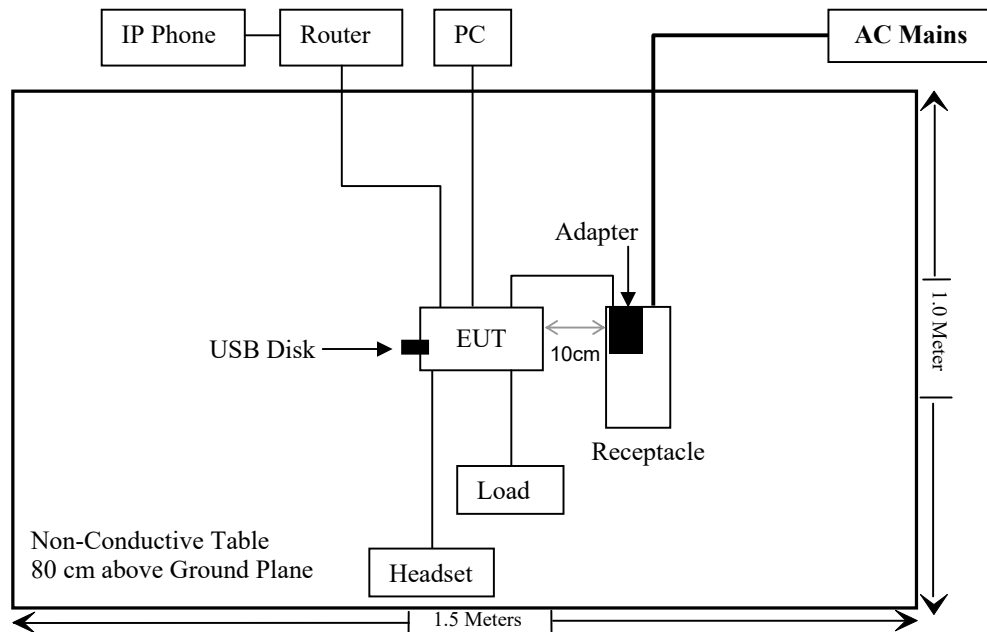 IP Phone
Router
PC
AC Mains
Adapter
USB Disk
EUT
10cm
1.0 Meter
Receptacle
Load
Non-Conductive Table
80 cm above Ground Plane
Headset
1.5 Meters